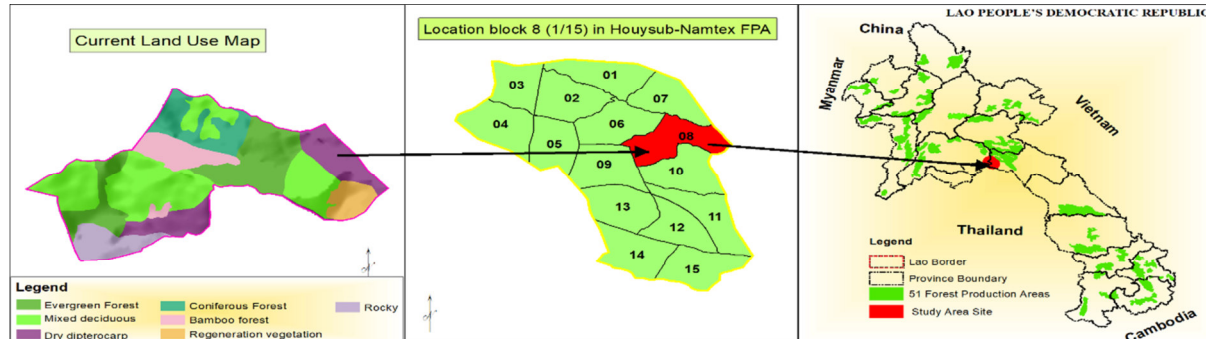 Current Land Use Map
Legend
Evergreen Forest
Mixed deciduous
Dry dipterocarp
Coniferous Forest
Bamboo forest
Regeneration vegetation
Rocky
Location block 8 (1/15) in Houysub-Namtex FPA
01
03
02
07
04
06
08
05
09
10
13
11
12
14
15
LAO PEOPLE'S DEMOCRATIC REPUBLIC
China
Myanmar
Vietnam
Thailand
Cambodia
Legend
Lao Border
Province Boundary
51 Forest Production Areas
Study Area Site